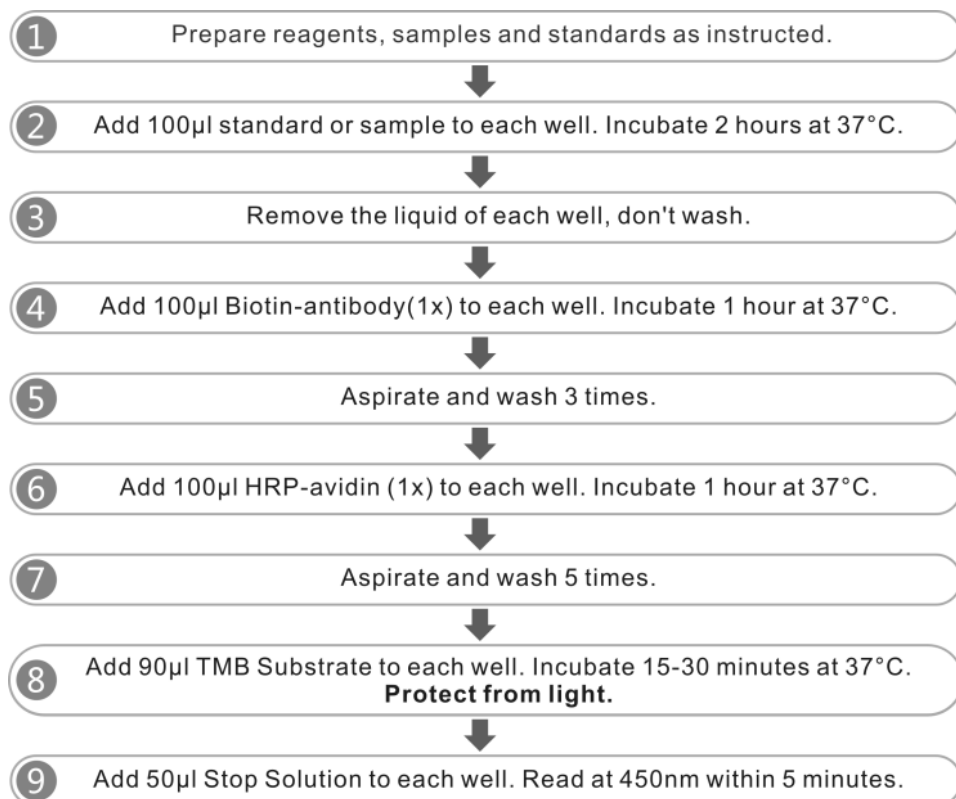 1 Prepare reagents, samples and standards as instructed.
2 Add 100µl standard or sample to each well. Incubate 2 hours at 37°C.
3 Remove the liquid of each well, don't wash.
4 Add 100µl Biotin-antibody(1x) to each well. Incubate 1 hour at 37°C.
5 Aspirate and wash 3 times.
6 Add 100µl HRP-avidin (1x) to each well. Incubate 1 hour at 37°C.
7 Aspirate and wash 5 times.
8 Add 90µl TMB Substrate to each well. Incubate 15-30 minutes at 37°C.
Protect from light.
9 Add 50µl Stop Solution to each well. Read at 450nm within 5 minutes.